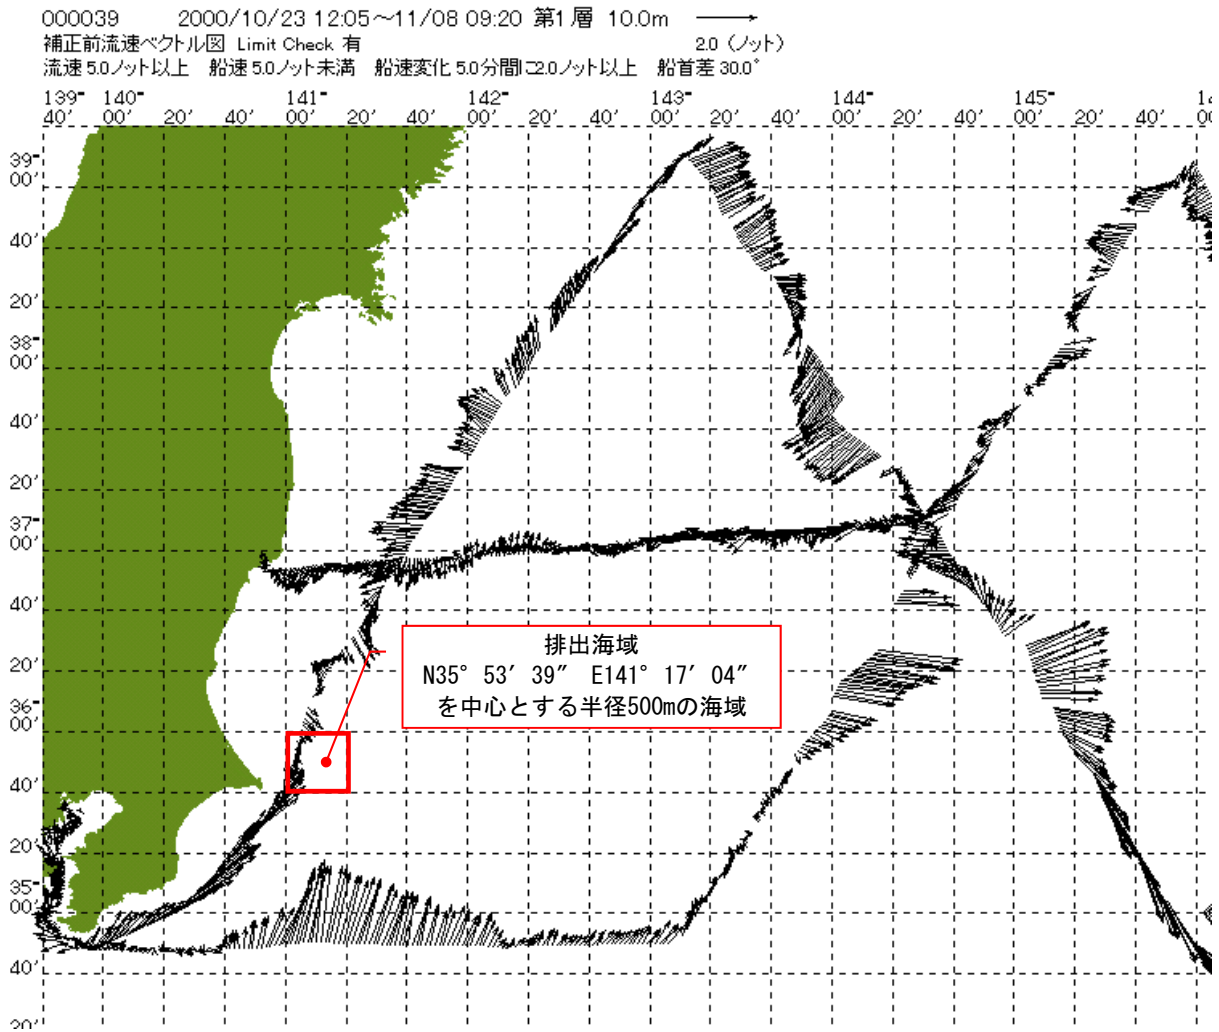 000039 2000/10/23 12:05～11/08 09:20 第1層 10.0m
補正前流速ベクトル図 Limit Check 有 2.0 (ノット)
流速 5.0ノット以上 船速 5.0ノット未満 船速変化 5.0分間に2.0ノット以上 船首差 30.0°
139- 140- 141- 142- 143- 144- 145-
40' 00' 20' 40' 00' 20' 40' 00' 20' 40' 00' 20' 40' 00' 20' 40' 00' 20' 40' 00'
39-
00'
40'
20'
38-
00'
40'
20'
37-
00'
40'
排出海域
N35° 53′ 39″ E141° 17′ 04″
を中心とする半径500mの海域
20'
36-
00'
40'
20'
35-
00'
40'
20'